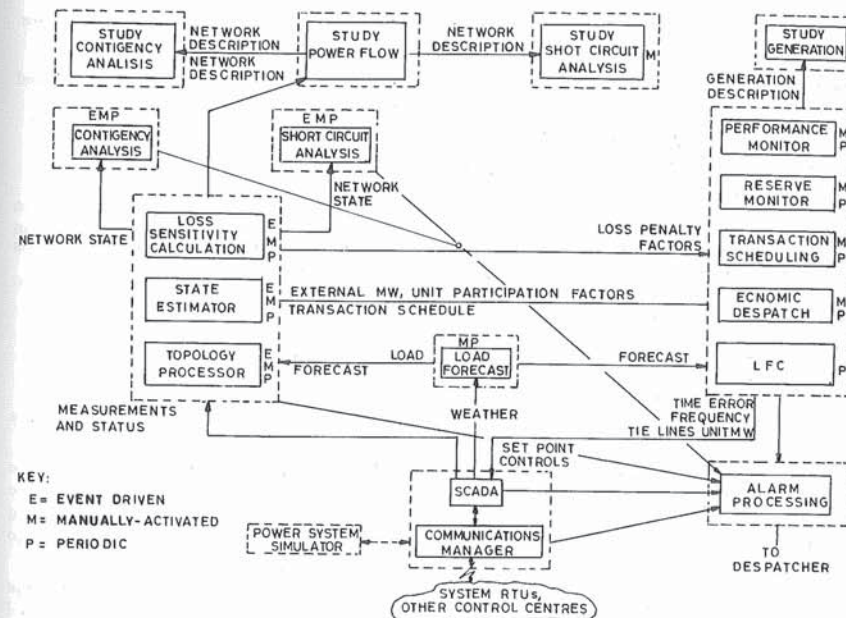 STUDY
CONTIGENCY
ANALISIS
NETWORK
DESCRIPTION
NETWORK
DESCRIPTION
STUDY
POWER FLOW
NETWORK
DESCRIPTION
STUDY
SHOT CIRCUIT
ANALYSIS
M
STUDY
GENERATION
GENERATION
DESCRIPTION
EMP
CONTIGENCY
ANALYSIS
EMP
SHORT CIRCUIT
ANALYSIS
NETWORK
STATE
NETWORK STATE
PERFORMANCE
MONITOR
M
P
RESERVE
MONITOR
M
P
LOSS
SENSITIVITY
CALCULATION
E
M
P
LOSS PENALTY
FACTORS
TRANSACTION
SCHEDULING
M
P
STATE
ESTIMATOR
E
M
P
EXTERNAL MW, UNIT PARTICIPATION FACTORS
TRANSACTION SCHEDULE
ECNOMIC
DESPATCH
M
P
TOPOLOGY
PROCESSOR
E
M
P
LOAD
FORECAST
MP
LOAD
FORECAST
FORECAST
LFC
P
MEASUREMENTS
AND STATUS
WEATHER
TIME ERROR
FREQUENCY
TIE LINES UNITMW
SET POINT
CONTROLS
KEY:
E = EVENT DRIVEN
M = MANUALLY-ACTIVATED
P = PERIODIC
SCADA
ALARM
PROCESSING
POWER SYSTEM
SIMULATOR
COMMUNICATIONS
MANAGER
TO
DESPATCHER
SYSTEM RTUs,
OTHER CONTROL CENTRES